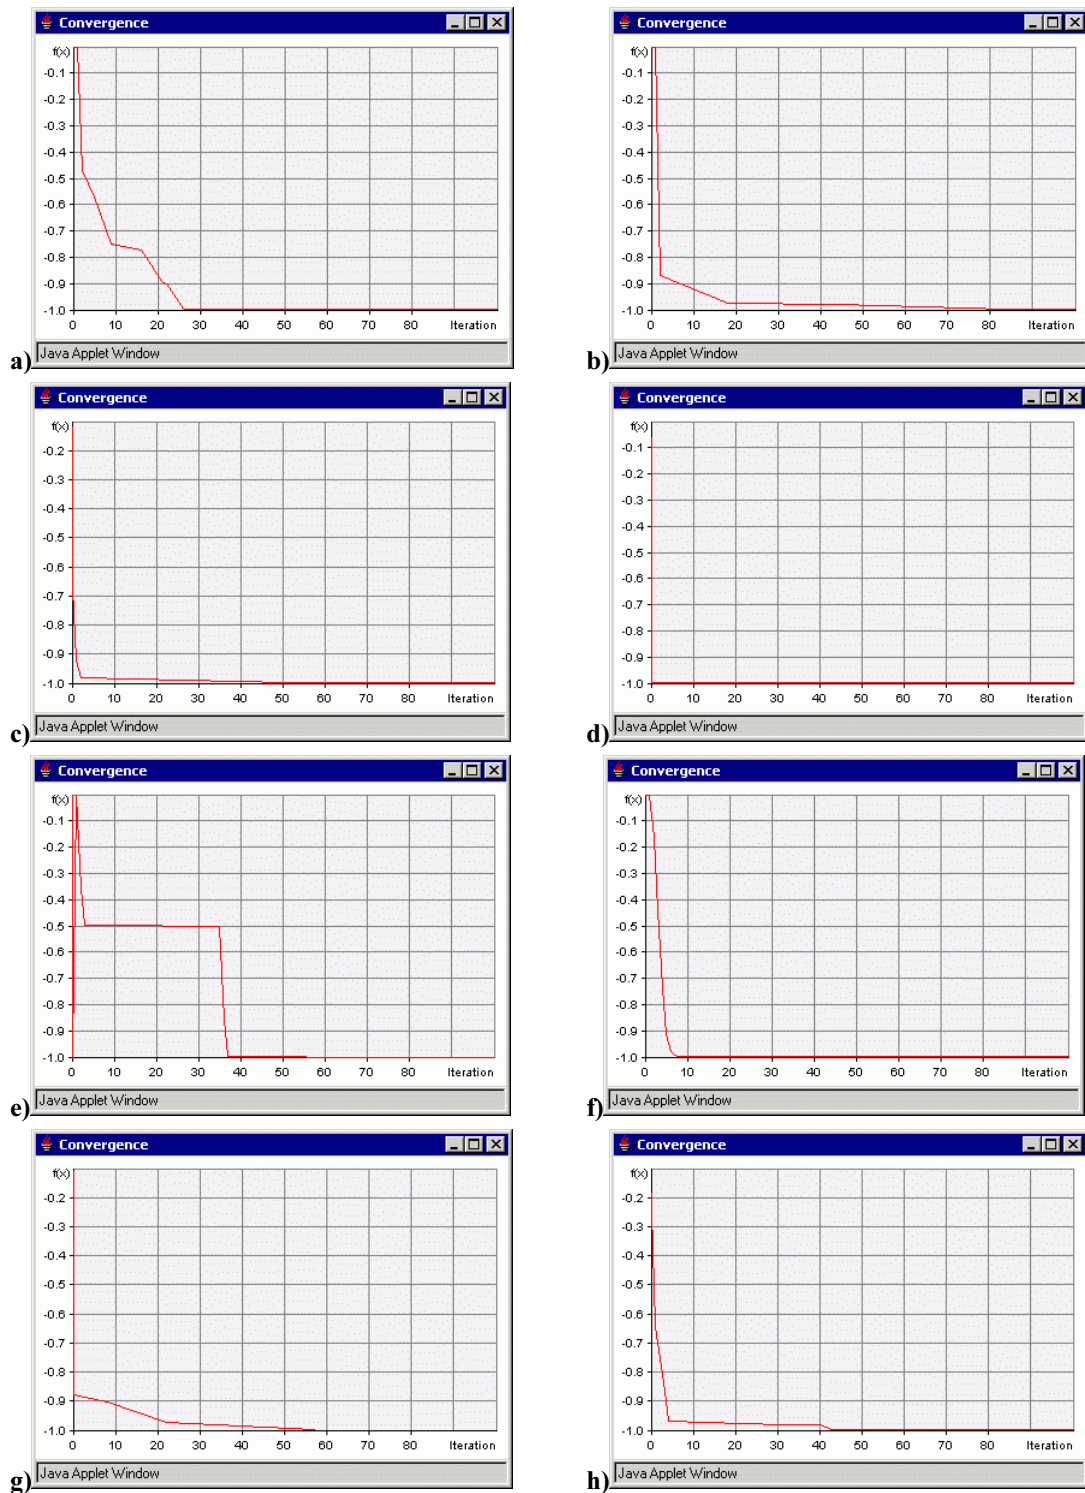 Convergence
f(x)
-0.1
-0.2
-0.3
-0.4
-0.5
-0.6
-0.7
-0.8
-0.9
-1.0
0 10 20 30 40 50 60 70 80 Iteration
a) Java Applet Window
Convergence
f(x)
-0.1
-0.2
-0.3
-0.4
-0.5
-0.6
-0.7
-0.8
-0.9
-1.0
0 10 20 30 40 50 60 70 80 Iteration
b) Java Applet Window
Convergence
f(x)
-0.2
-0.3
-0.4
-0.5
-0.6
-0.7
-0.8
-0.9
-1.0
0 10 20 30 40 50 60 70 80 Iteration
c) Java Applet Window
Convergence
f(x)
-0.1
-0.2
-0.3
-0.4
-0.5
-0.6
-0.7
-0.8
-0.9
-1.0
0 10 20 30 40 50 60 70 80 Iteration
d) Java Applet Window
Convergence
f(x)
-0.1
-0.2
-0.3
-0.4
-0.5
-0.6
-0.7
-0.8
-0.9
-1.0
0 10 20 30 40 50 60 70 80 Iteration
e) Java Applet Window
Convergence
f(x)
-0.1
-0.2
-0.3
-0.4
-0.5
-0.6
-0.7
-0.8
-0.9
-1.0
0 10 20 30 40 50 60 70 80 Iteration
f) Java Applet Window
Convergence
f(x)
-0.2
-0.3
-0.4
-0.5
-0.6
-0.7
-0.8
-0.9
-1.0
0 10 20 30 40 50 60 70 80 Iteration
g) Java Applet Window
Convergence
f(x)
-0.2
-0.3
-0.4
-0.5
-0.6
-0.7
-0.8
-0.9
-1.0
0 10 20 30 40 50 60 70 80 Iteration
h) Java Applet Window